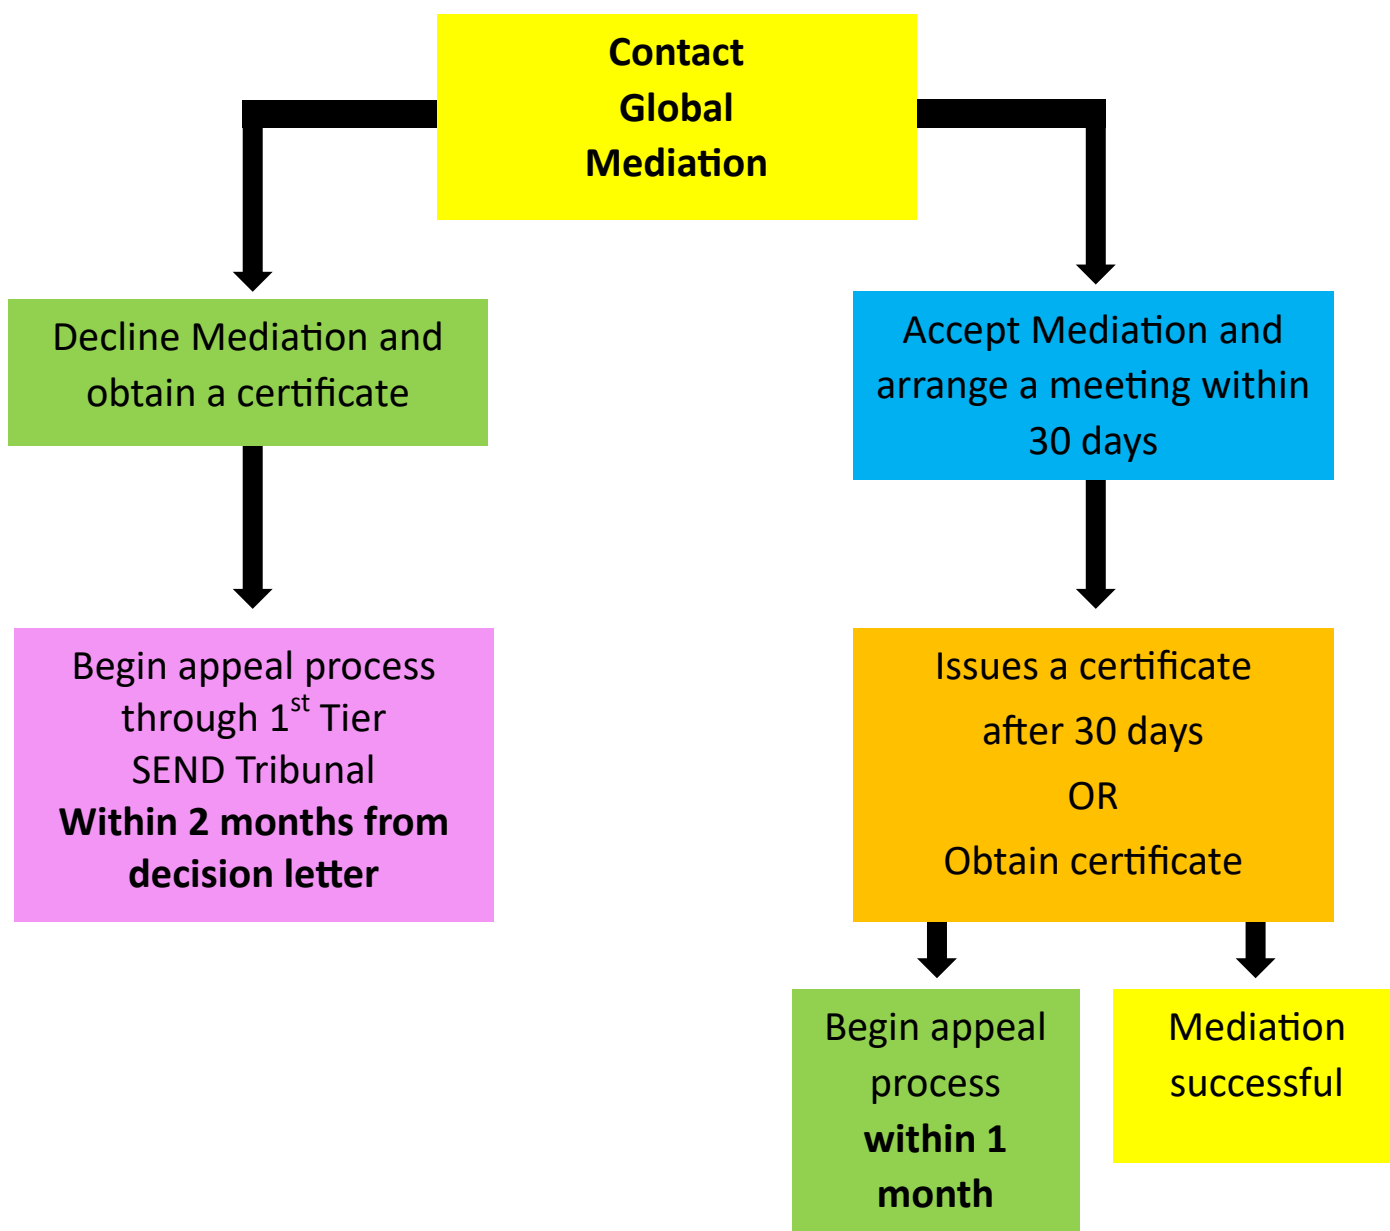 Contact
Global
Mediation
Decline Mediation and
obtain a certificate
Accept Mediation and
arrange a meeting within
30 days
Begin appeal process
through 1st Tier
SEND Tribunal
Within 2 months from
decision letter
Issues a certificate
after 30 days
OR
Obtain certificate
Begin appeal
process
within 1
month
Mediation
successful